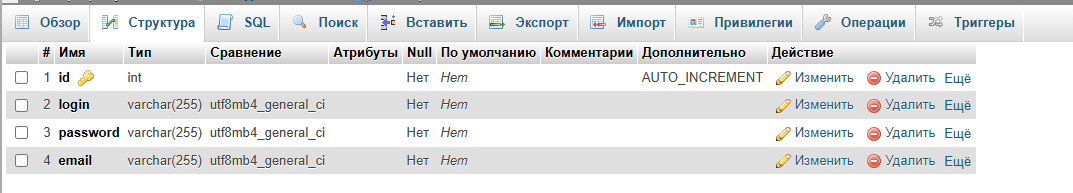 Обзор Структура SQL Поиск Вставить Экспорт Импорт Привилегии Операции Триггеры
# Имя Тип Сравнение Атрибуты Null По умолчанию Комментарии Дополнительно Действие
1 id int Нет Нет AUTO_INCREMENT Изменить Удалить Ещё
2 login varchar(255) utf8mb4_general_ci Нет Нет Изменить Удалить Ещё
3 password varchar(255) utf8mb4_general_ci Нет Нет Изменить Удалить Ещё
4 email varchar(255) utf8mb4_general_ci Нет Нет Изменить Удалить Ещё